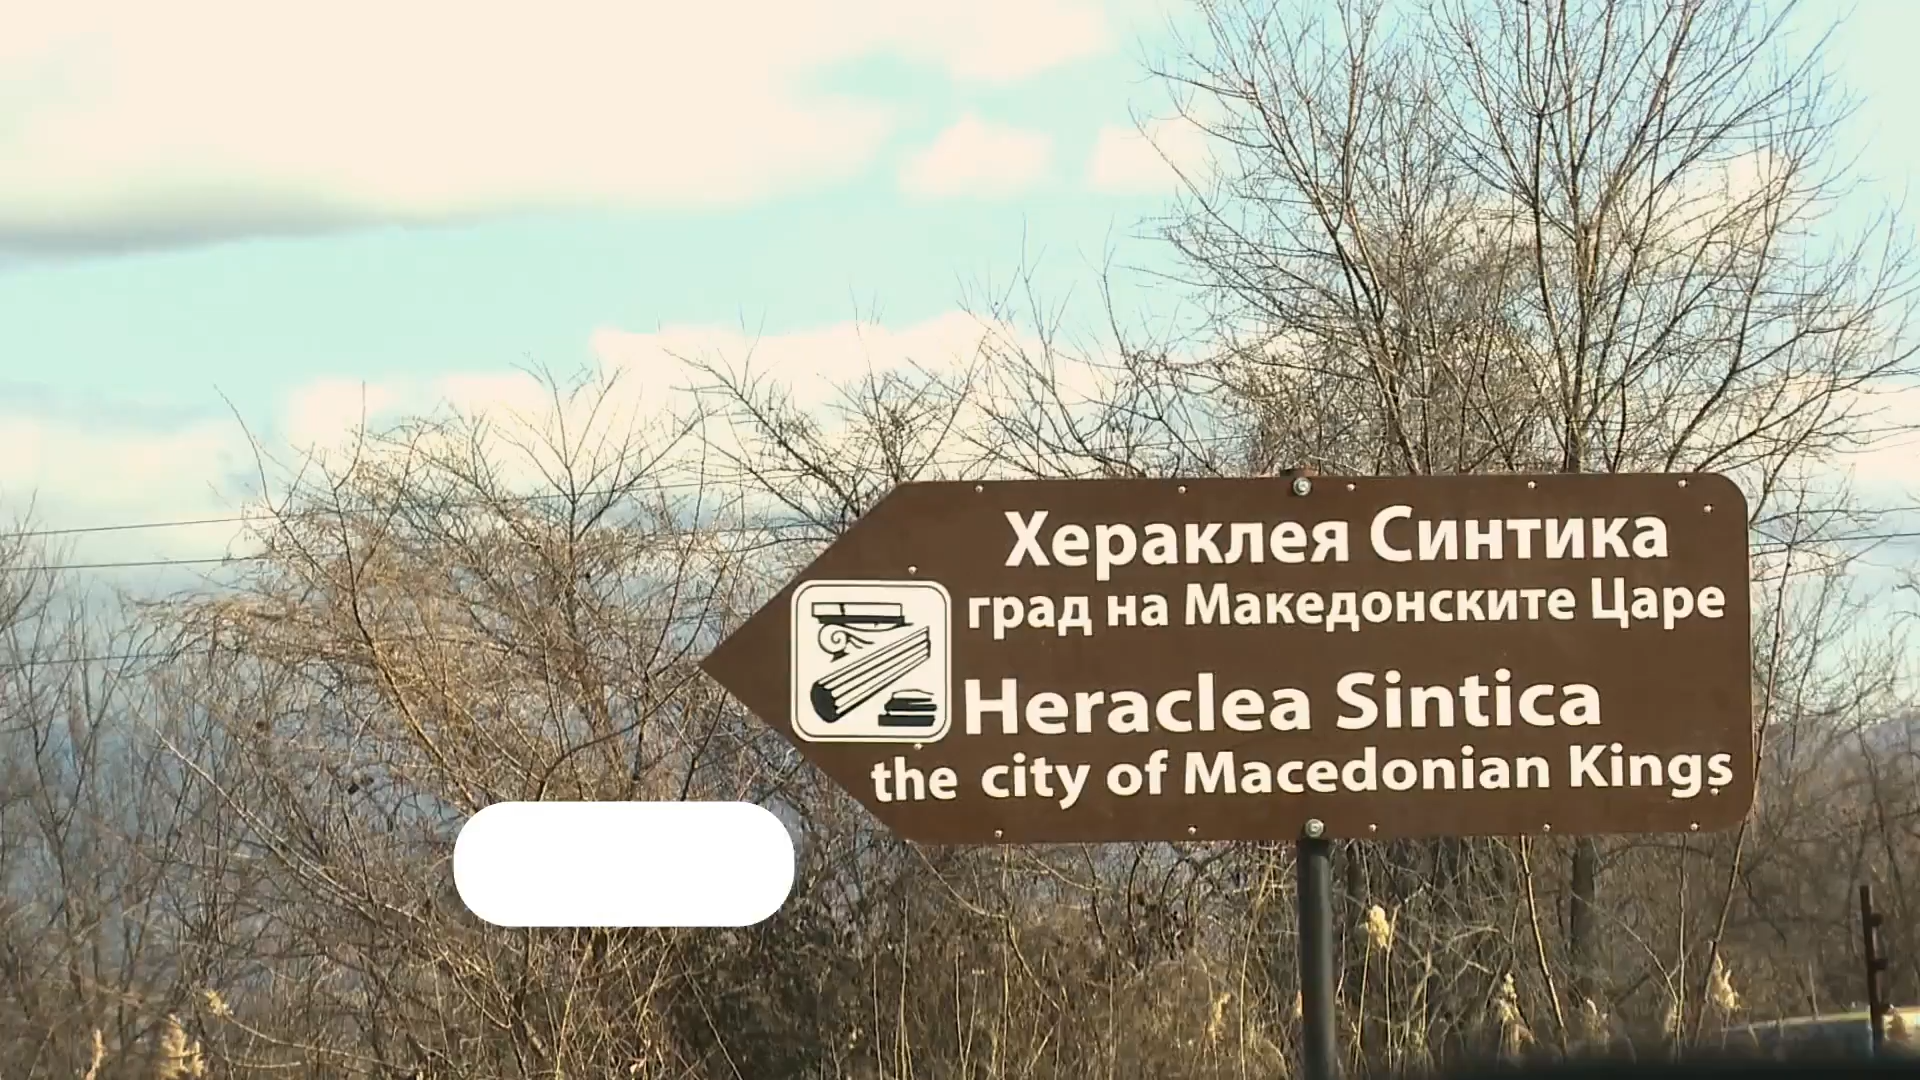 Хераклея Синтика
град на Македонските Царе
Heraclea Sintica
the city of Macedonian Kings